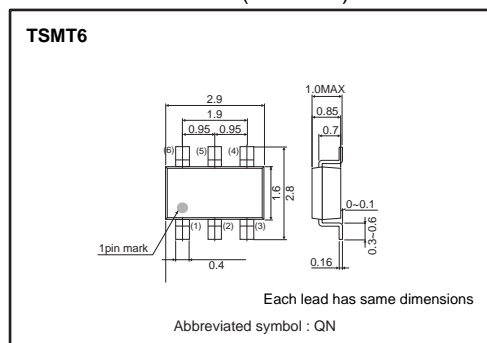 TSMT6
1.0MAX
2.9
0.85
1.9
0.7
0.95 0.95
(6) (5) (4)
1.6
2.8
0~0.1
(1) (2) (3)
1pin mark
0.3~0.6
0.4
0.16
Each lead has same dimensions
Abbreviated symbol : QN